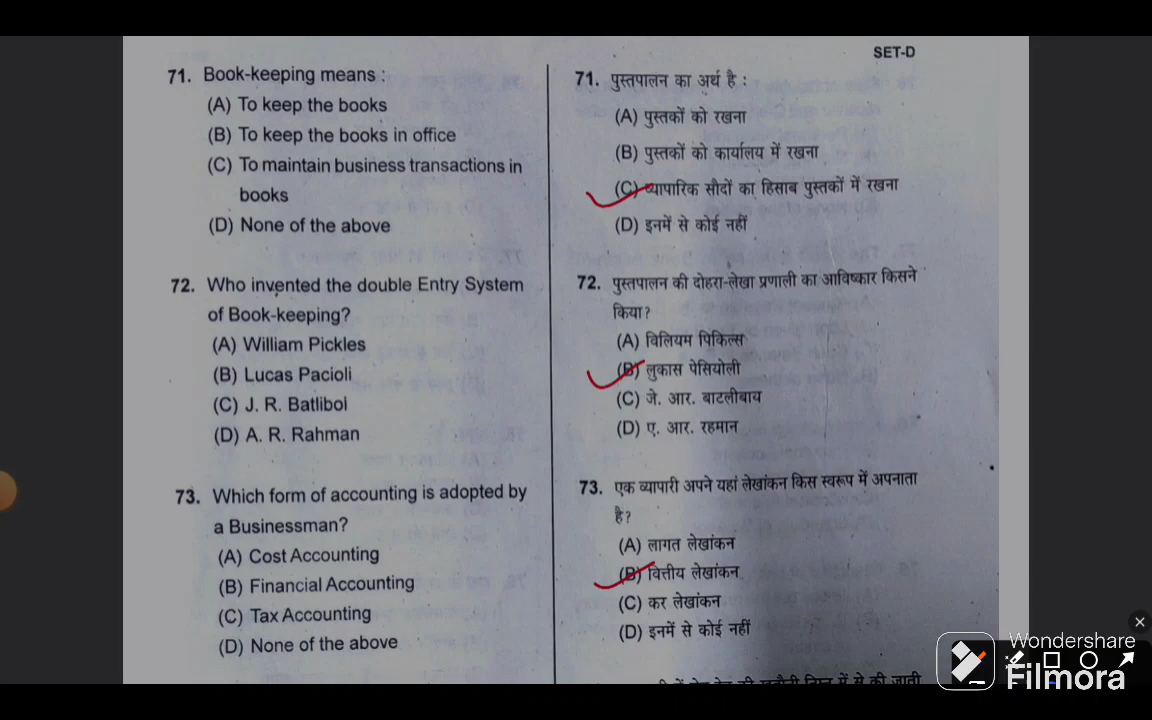 SET-D
71. Book-keeping means :
(A) To keep the books
(B) To keep the books in office
(C) To maintain business transactions in
books
(D) None of the above
72. Who invented the double Entry System
of Book-keeping?
(A) William Pickles
(B) Lucas Pacioli
(C) J. R. Batliboi
(D) A. R. Rahman
73. Which form of accounting is adopted by
a Businessman?
(A) Cost Accounting
(B) Financial Accounting
(C) Tax Accounting
(D) None of the above
71. पुस्तपालन का अर्थ है :
(A) पुस्तकों को रखना
(B) पुस्तकों को कार्यालय में रखना
(C) व्यापारिक सौदों का हिसाब पुस्तकों में रखना
(D) इनमें से कोई नहीं
72. पुस्तपालन की दोहरा-लेखा प्रणाली का आविष्कार किसने
किया?
(A) विलियम पिकिल्स
(B) लुकास पेसियोली
(C) जे. आर. बाटलीबाय
(D) ए. आर. रहमान
73. एक व्यापारी अपने यहां लेखांकन किस स्वरूप में अपनाता
है?
(A) लागत लेखांकन
(B) वित्तीय लेखांकन
(C) कर लेखांकन
(D) इनमें से कोई नहीं
में से की जाती
Wondershare
Filmora